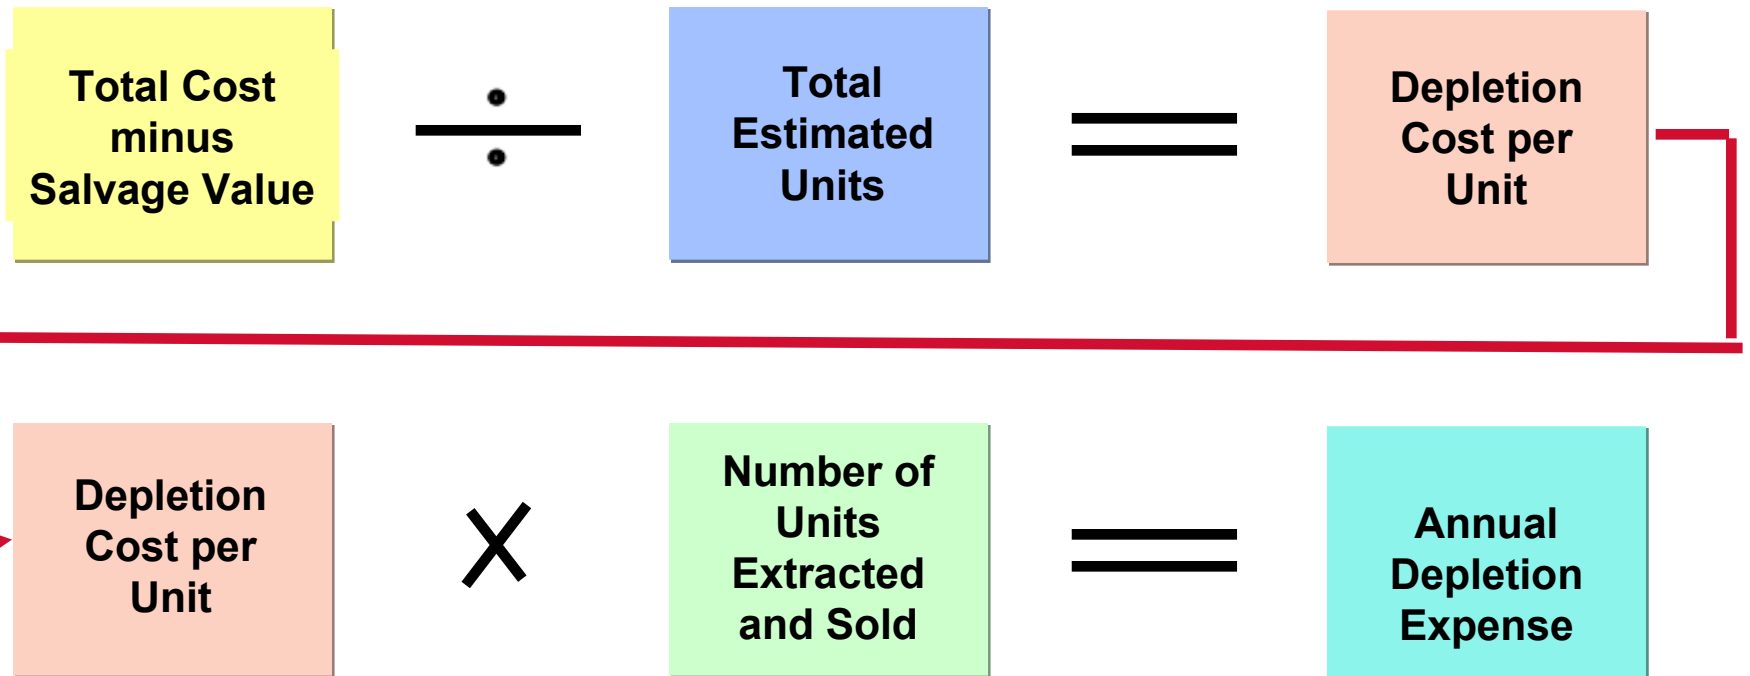 Total Cost
minus
Salvage Value
÷
Total
Estimated
Units
=
Depletion
Cost per
Unit
Depletion
Cost per
Unit
X
Number of
Units
Extracted
and Sold
=
Annual
Depletion
Expense